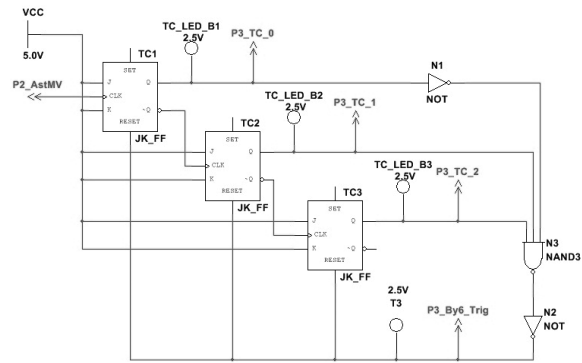 VCC
5.0V
TC_LED_B1
2.5V
P3_TC_0
TC1
SET
J
Q
P2_AstMV
CLK
K
~Q
RESET
JK_FF
N1
NOT
TC_LED_B2
2.5V
P3_TC_1
TC2
SET
J
Q
CLK
K
~Q
RESET
JK_FF
TC_LED_B3
2.5V
P3_TC_2
TC3
SET
J
Q
CLK
K
~Q
RESET
JK_FF
N3
NAND3
2.5V
T3
P3_By6_Trig
N2
NOT